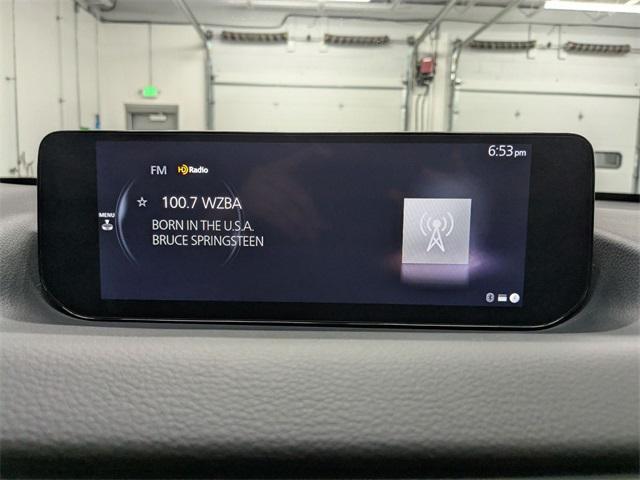 6:53pm
FM HD Radio
☆ 100.7 WZBA
MENU
BORN IN THE U.S.A.
BRUCE SPRINGSTEEN